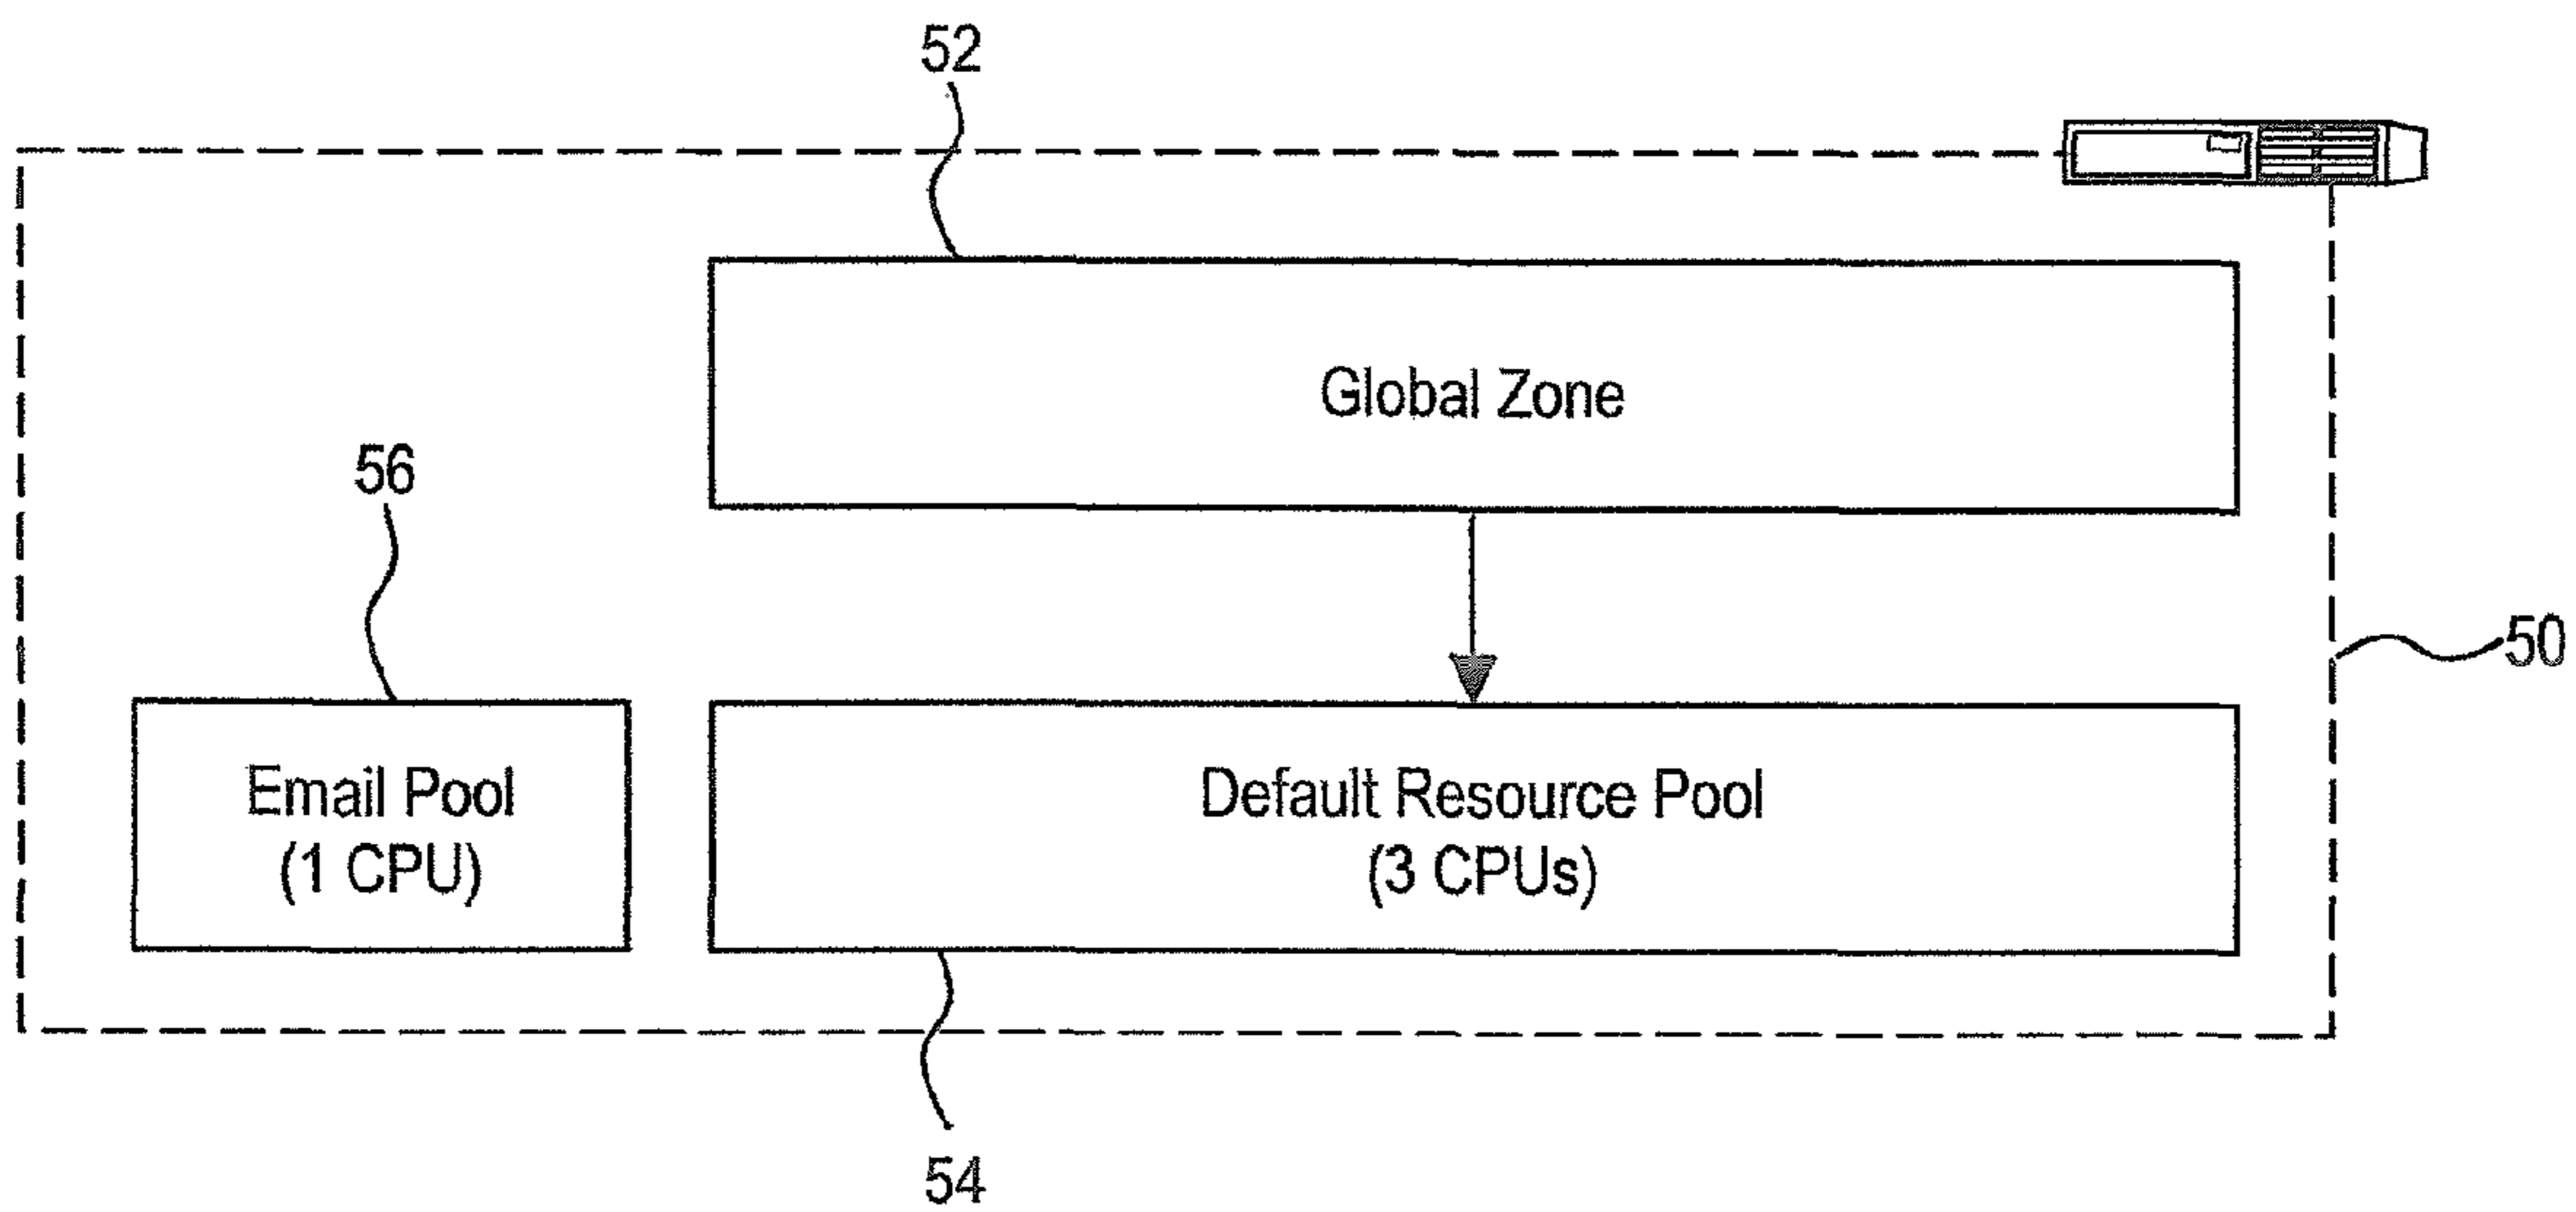 52
Global Zone
56
50
Email Pool
(1 CPU)
Default Resource Pool
(3 CPUs)
54